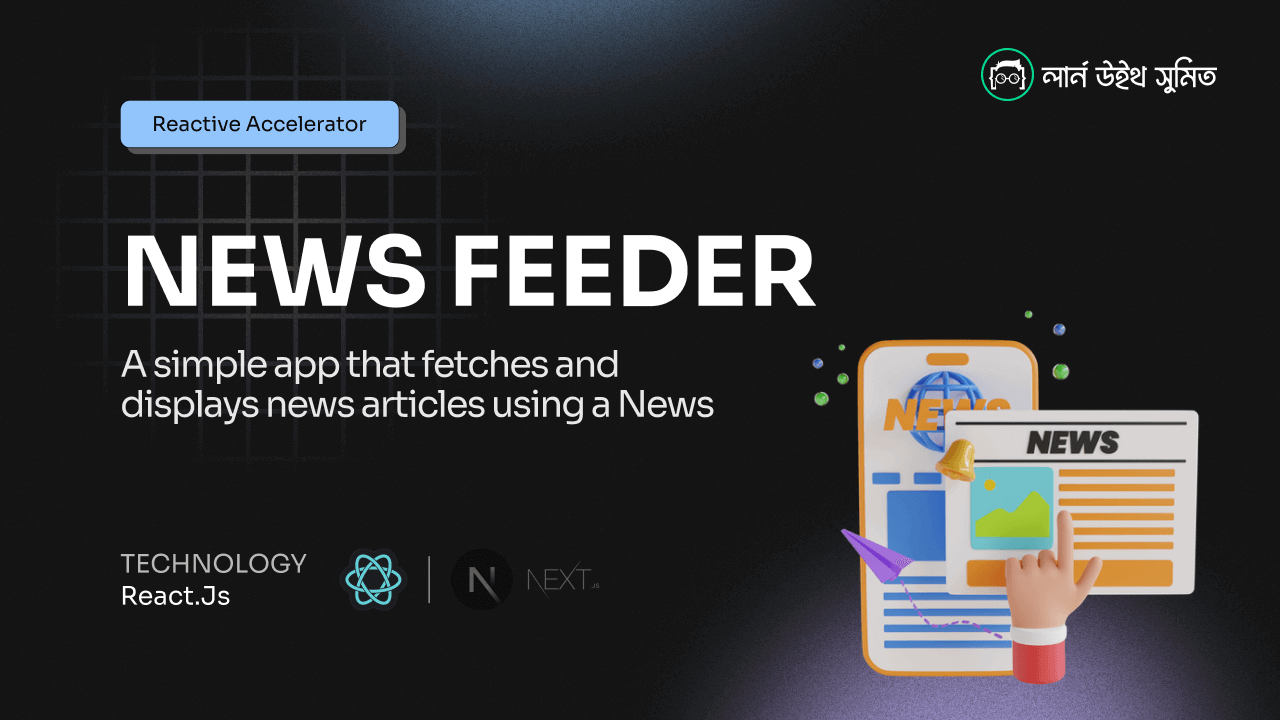 লার্ন উইথ সুমিত
Reactive Accelerator
NEWS FEEDER
A simple app that fetches and
displays news articles using a News
NEWS
NEWS
TECHNOLOGY
React.Js
N
NEXT.JS